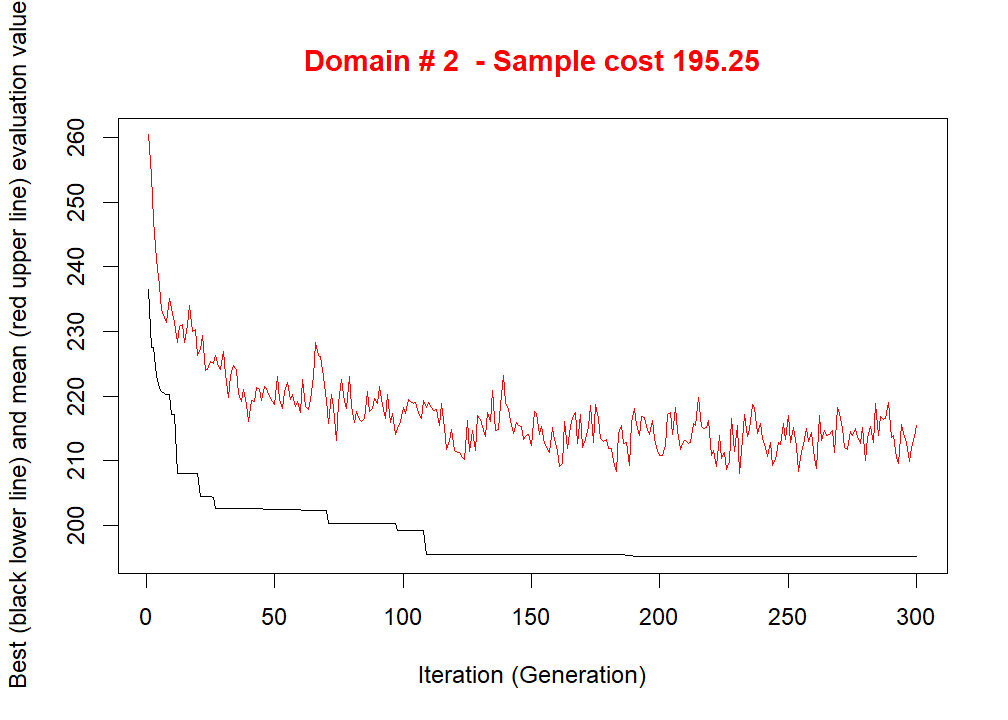 Domain # 2  - Sample cost 195.25
Best (black lower line) and mean (red upper line) evaluation value
260
250
240
230
220
210
200
0 50 100 150 200 250 300
Iteration (Generation)